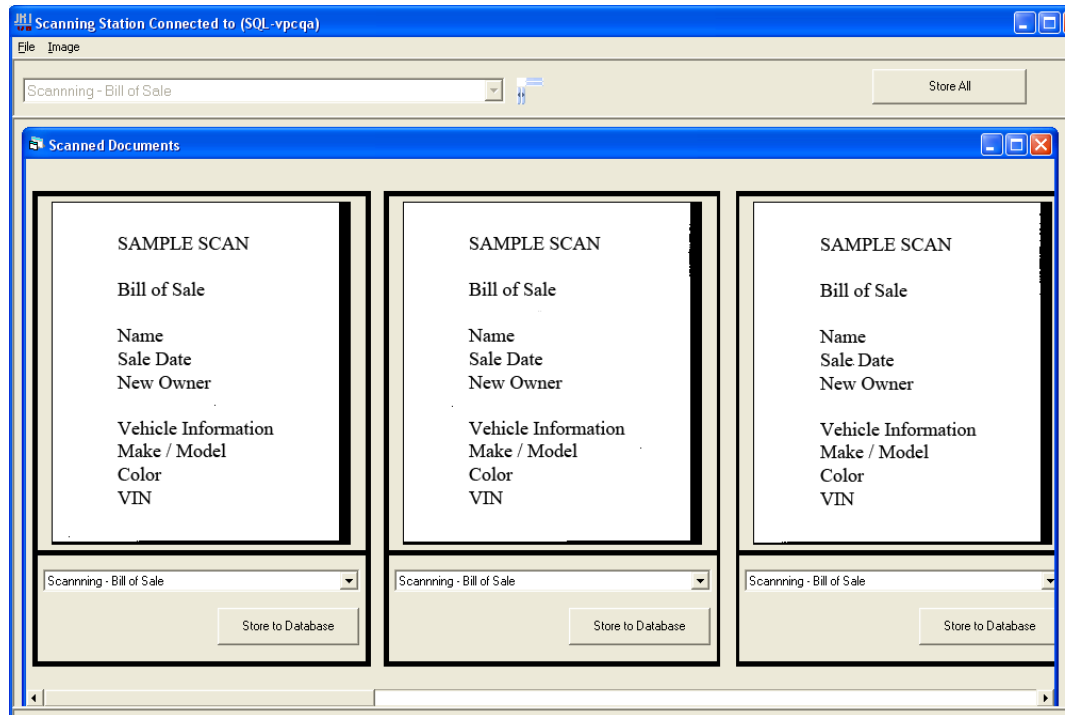 Scanning Station Connected to (SQL-vpcqa)
File Image
Scannning - Bill of Sale
Store All
Scanned Documents
SAMPLE SCAN
Bill of Sale
Name
Sale Date
New Owner
Vehicle Information
Make / Model
Color
VIN
Scannning - Bill of Sale
Store to Database
SAMPLE SCAN
Bill of Sale
Name
Sale Date
New Owner
Vehicle Information
Make / Model
Color
VIN
Scannning - Bill of Sale
Store to Database
SAMPLE SCAN
Bill of Sale
Name
Sale Date
New Owner
Vehicle Information
Make / Model
Color
VIN
Scannning - Bill of Sale
Store to Database